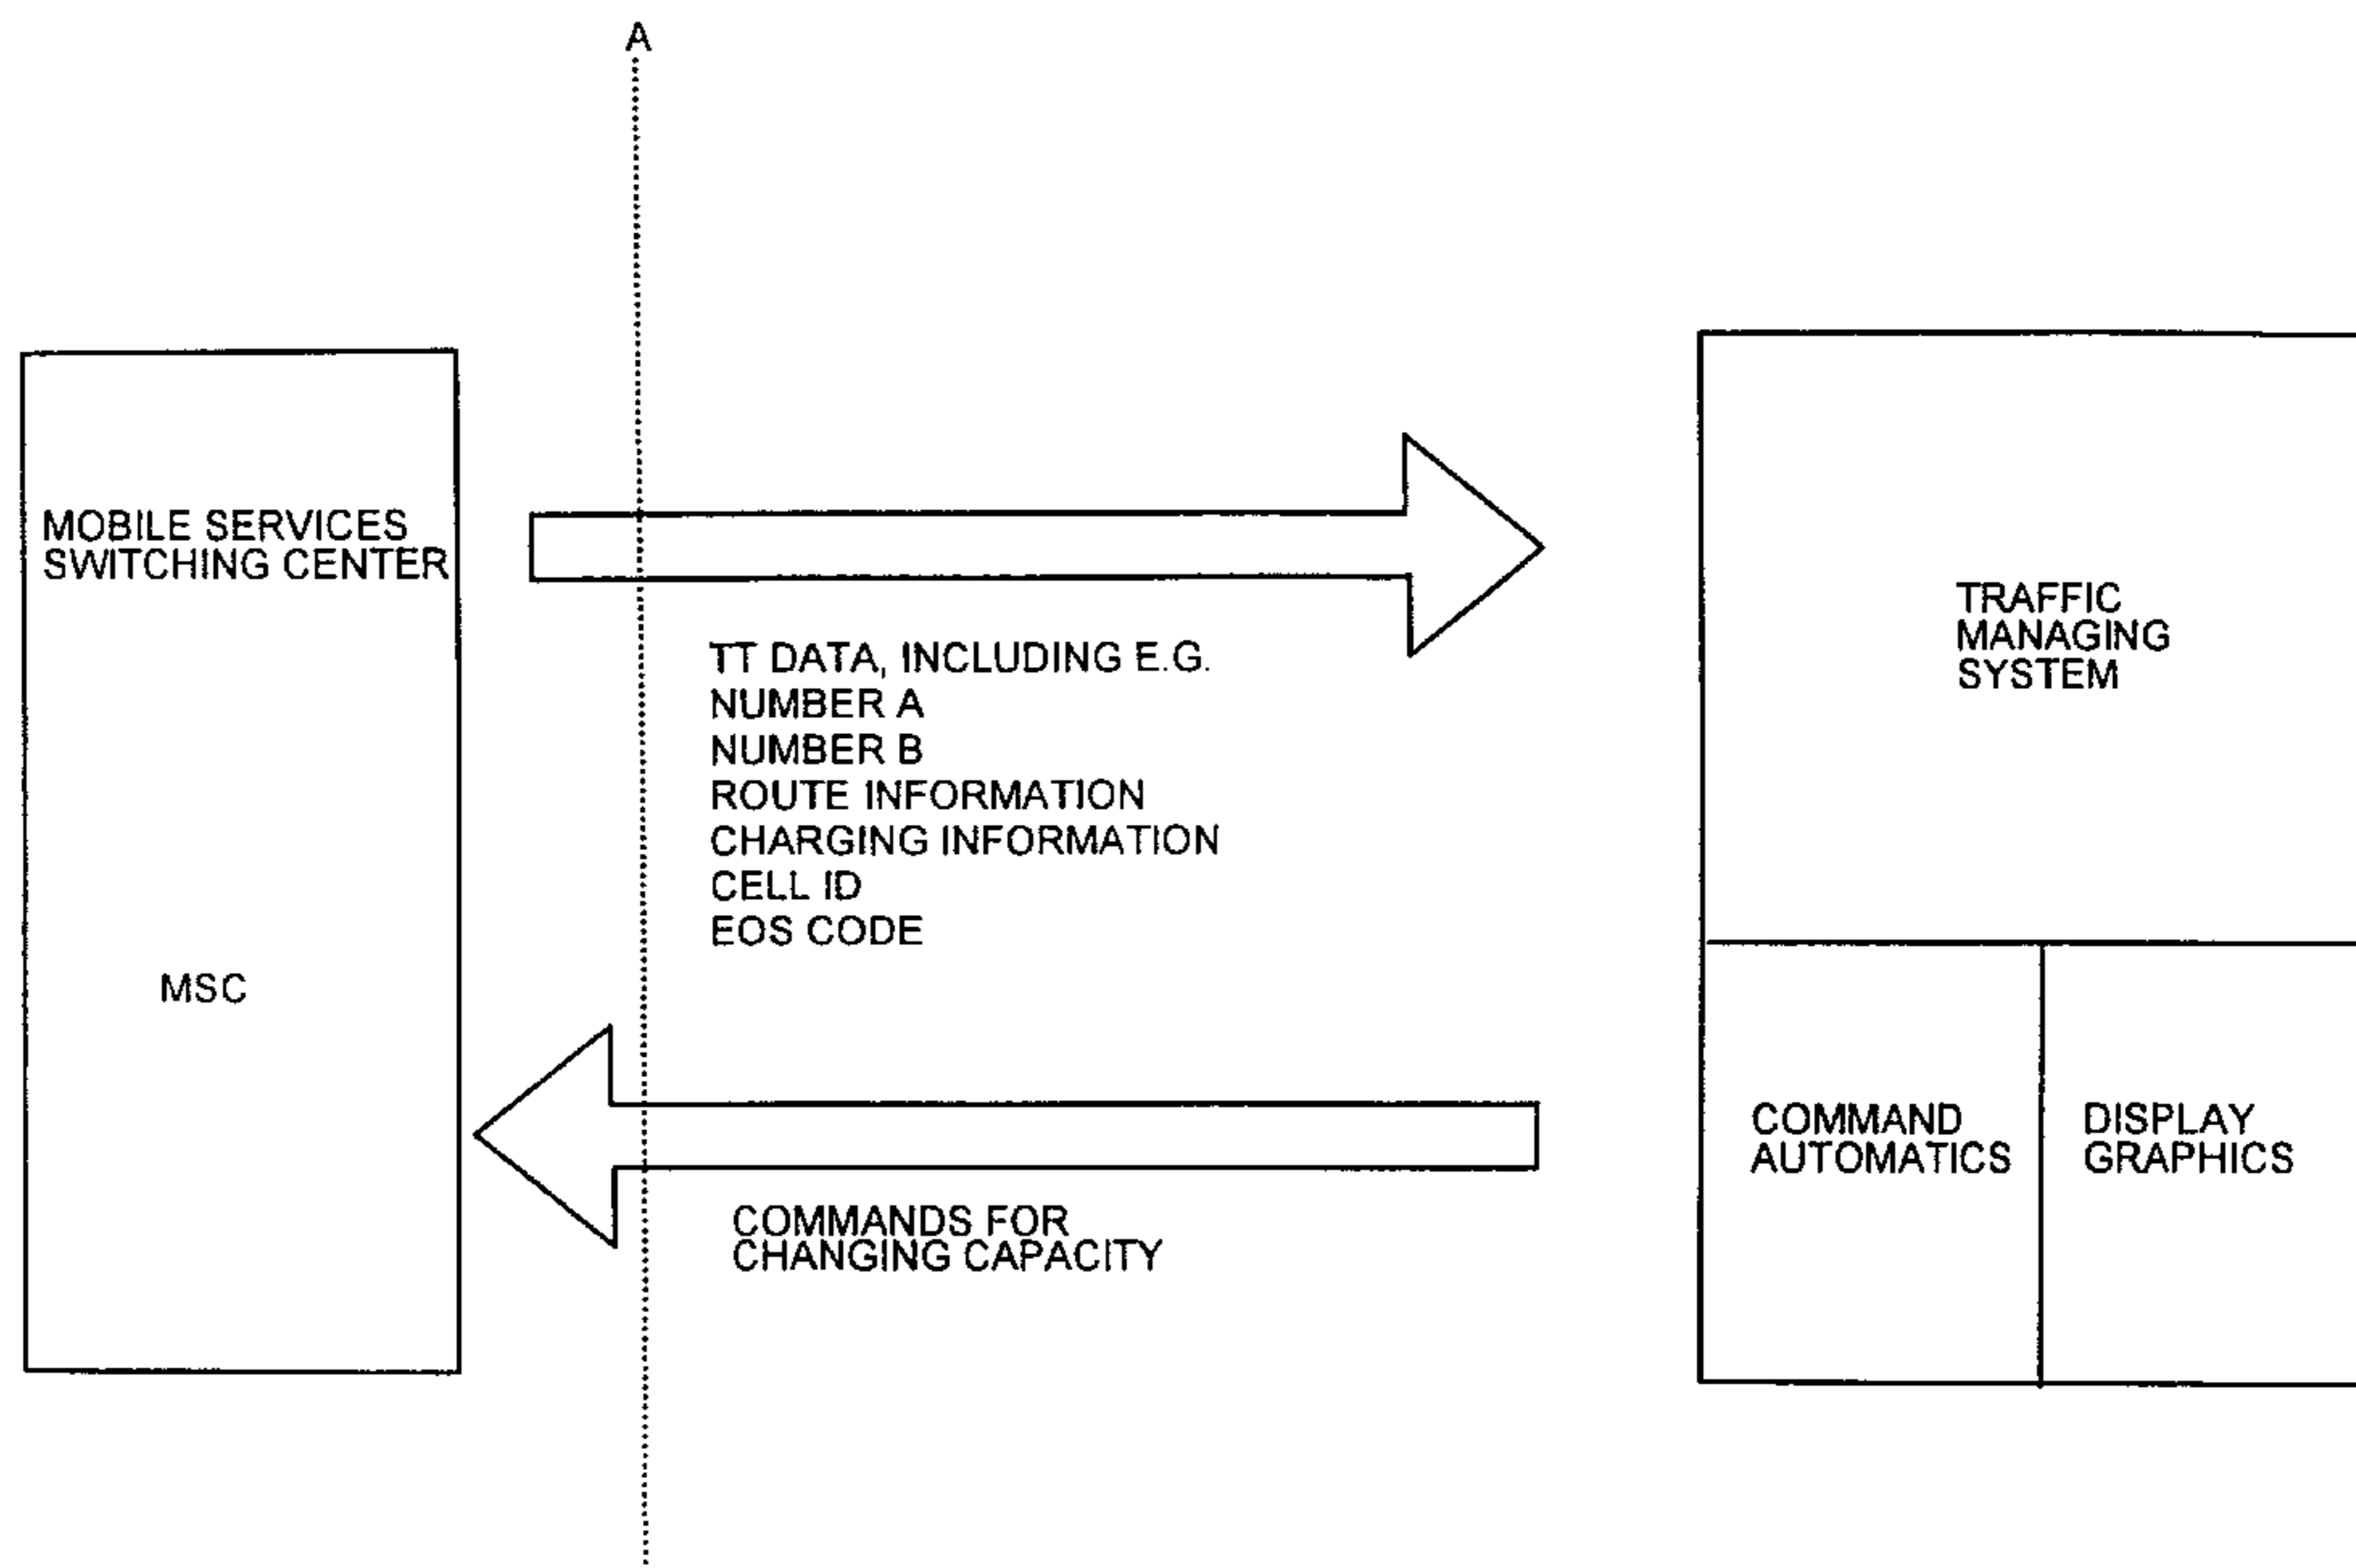 A
MOBILE SERVICES
SWITCHING CENTER
MSC
TT DATA, INCLUDING E.G.
NUMBER A
NUMBER B
ROUTE INFORMATION
CHARGING INFORMATION
CELL ID
EOS CODE
COMMANDS FOR
CHANGING CAPACITY
TRAFFIC
MANAGING
SYSTEM
COMMAND
AUTOMATICS
DISPLAY
GRAPHICS